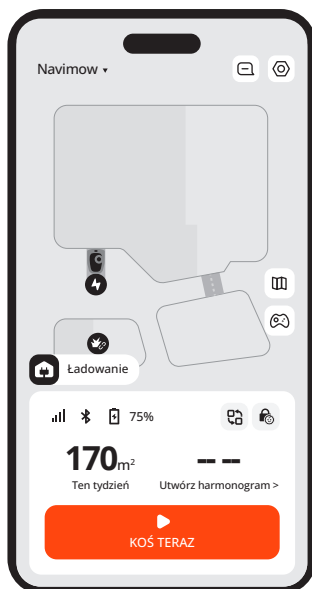 Navimow
Ładowanie
75%
170m²
-- --
Ten tydzień
Utwórz harmonogram >
KOŚ TERAZ